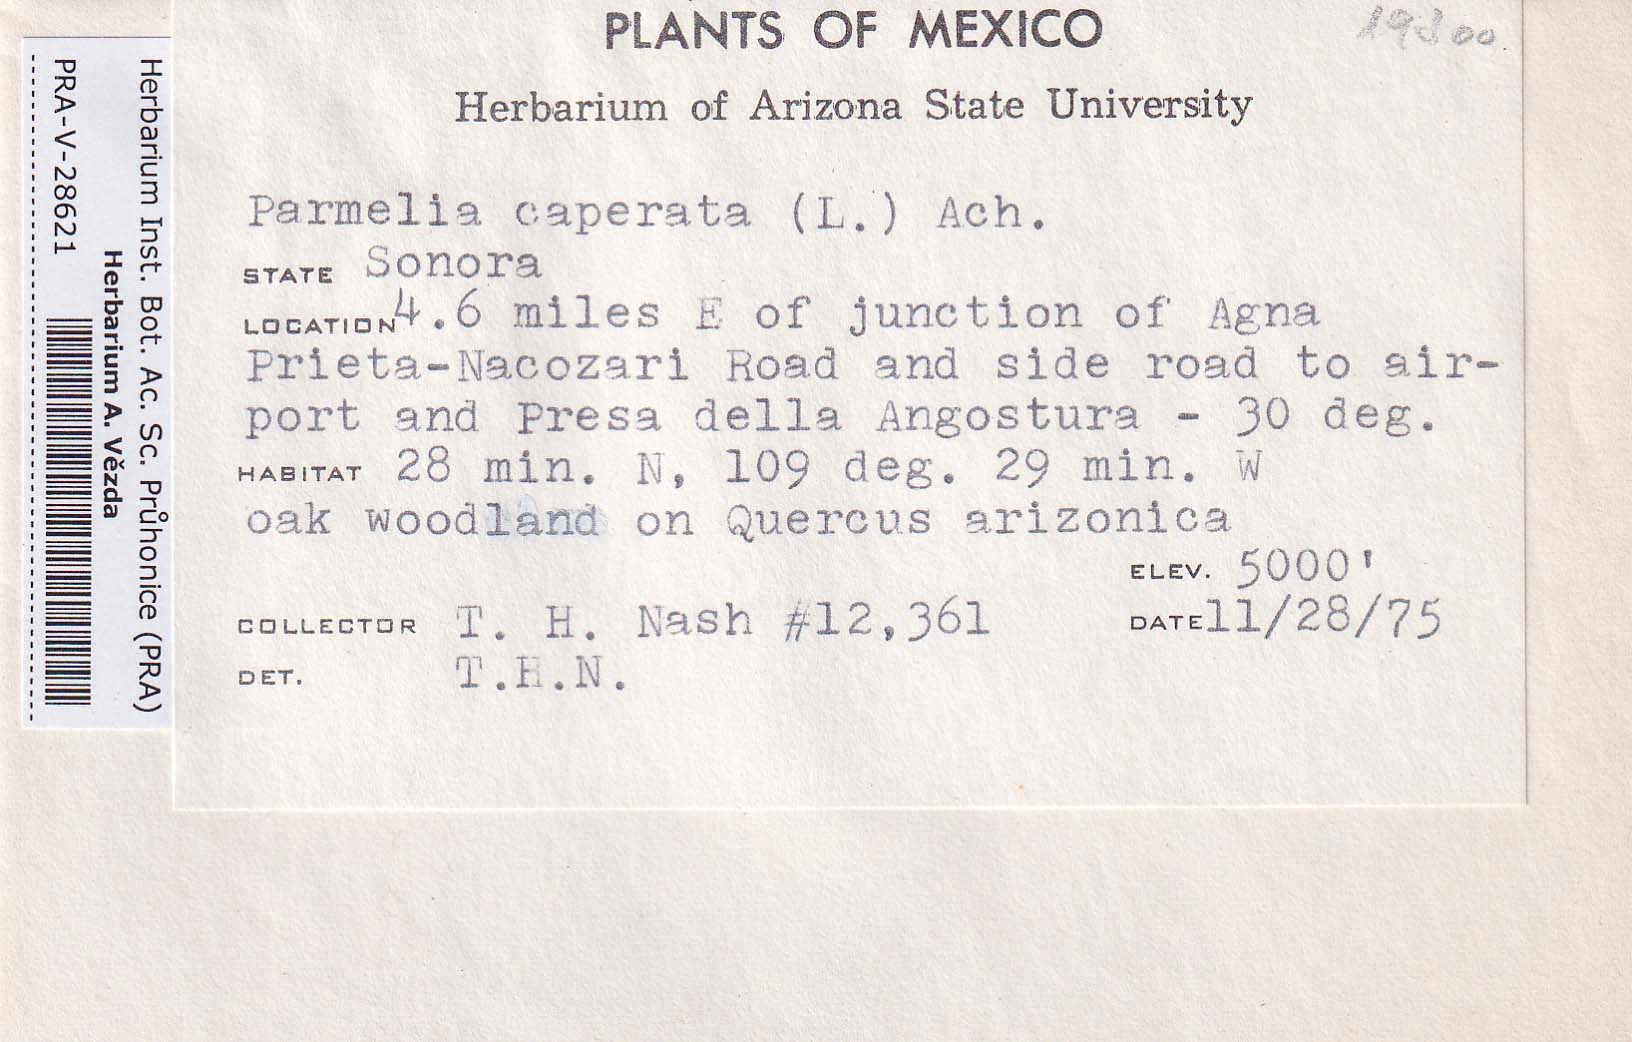 PLANTS OF MEXICO
Herbarium of Arizona State University
Parmelia caperata (L.) Ach.
STATE Sonora
LOCATION 4.6 miles E of junction of Agna
Prieta-Nacozari Road and side road to air-
port and Presa della Angostura - 30 deg.
HABITAT 28 min. N, 109 deg. 29 min. W
oak woodland on Quercus arizonica
ELEV. 5000'
COLLECTOR T. H. Nash #12,361 DATE 11/28/75
DET. T.H.N.
Herbarium Inst. Bot. Ac. Sc. Průhonice (PRA)
Herbarium A. Vězda
PRA-V-28621